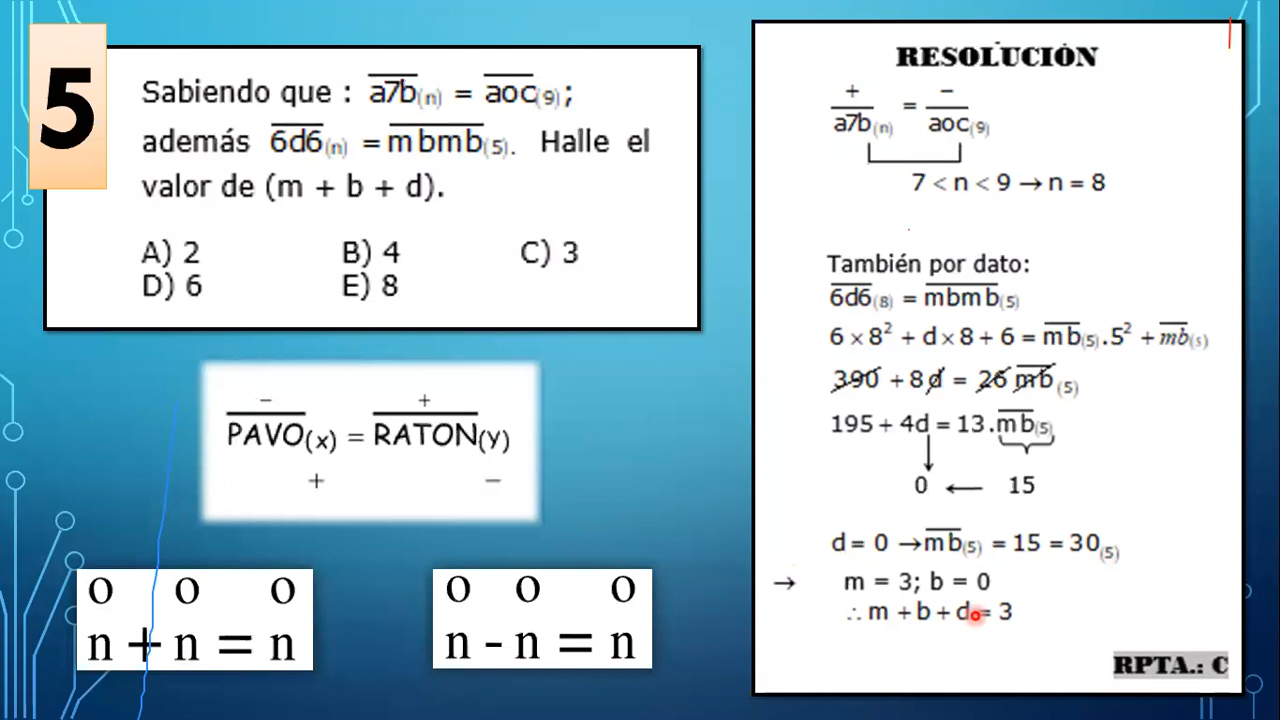 5
Sabiendo que : a7b(n) = aoc(9);
además 6d6(n) = mbmb(5). Halle el
valor de (m + b + d).
A) 2 B) 4 C) 3
D) 6 E) 8
− +
PAVO(x) = RATON(y)
+ −
o o o
n + n = n
o o o
n - n = n
RESOLUCIÓN
+ −
a7b(n) = aoc(9)
7 < n < 9 → n = 8
También por dato:
6d6(8) = mbmb(5)
6 × 8² + d × 8 + 6 = mb(5).5² + mb(5)
390 + 8d = 26 mb(5)
195 + 4d = 13.mb(5)
0 ← 15
d = 0 → mb(5) = 15 = 30(5)
→ m = 3; b = 0
∴ m + b + d = 3
RPTA.: C